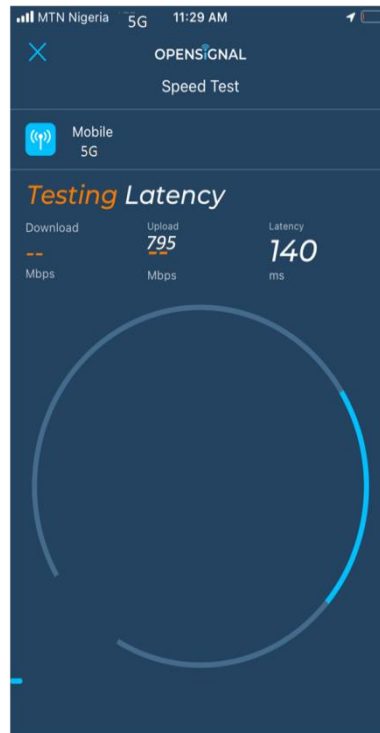 MTN Nigeria 5G 11:29 AM
OPENSIGNAL
Speed Test
Mobile
5G
Testing Latency
Download Upload Latency
-- 795 140
Mbps Mbps ms